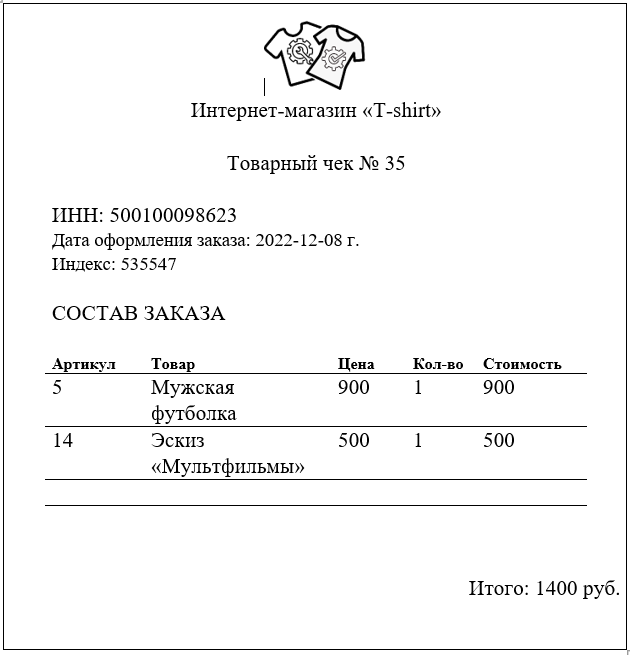 Интернет-магазин «T-shirt»
Товарный чек № 35
ИНН: 500100098623
Дата оформления заказа: 2022-12-08 г.
Индекс: 535547
СОСТАВ ЗАКАЗА
Артикул Товар Цена Кол-во Стоимость
5 Мужская 900 1 900
футболка
14 Эскиз 500 1 500
«Мультфильмы»
Итого: 1400 руб.